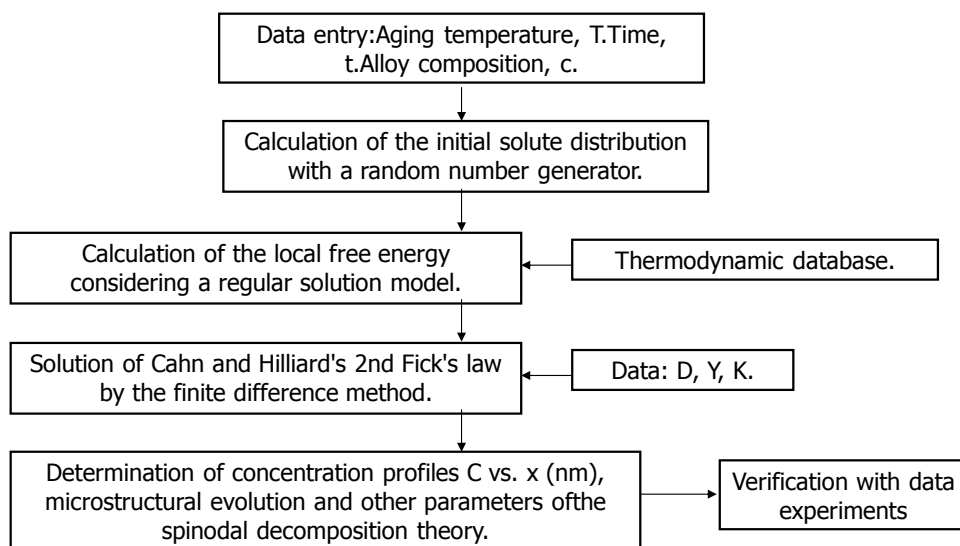 Data entry:Aging temperature, T.Time,
t.Alloy composition, c.
Calculation of the initial solute distribution
with a random number generator.
Calculation of the local free energy
considering a regular solution model.
Thermodynamic database.
Solution of Cahn and Hilliard's 2nd Fick's law
by the finite difference method.
Data: D, Y, K.
Determination of concentration profiles C vs. x (nm),
microstructural evolution and other parameters ofthe
spinodal decomposition theory.
Verification with data
experiments